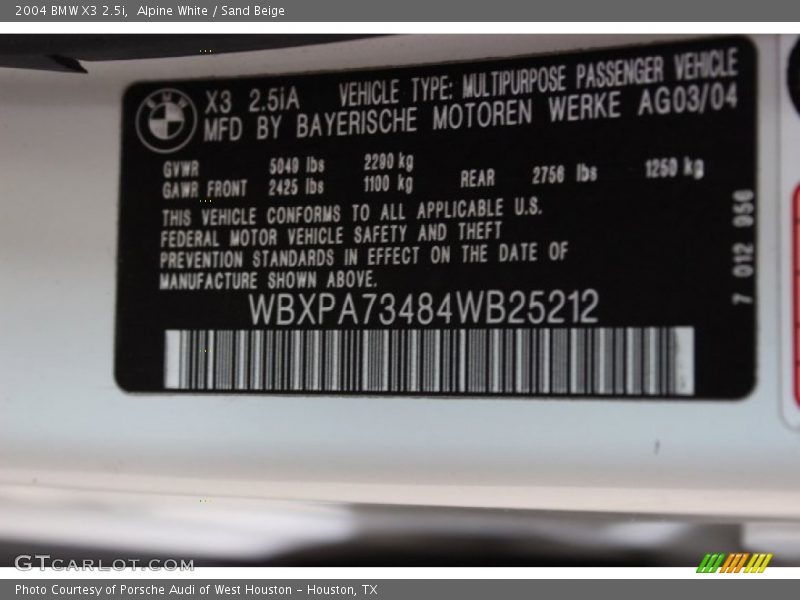 2004 BMW X3 2.5i, Alpine White / Sand Beige
BMW
X3 2.5iA VEHICLE TYPE: MULTIPURPOSE PASSENGER VEHICLE
MFD BY BAYERISCHE MOTOREN WERKE AG03/04
GVWR 5049 lbs 2290 kg
GAWR FRONT 2425 lbs 1100 kg REAR 2756 lbs 1250 kg
THIS VEHICLE CONFORMS TO ALL APPLICABLE U.S.
FEDERAL MOTOR VEHICLE SAFETY AND THEFT
PREVENTION STANDARDS IN EFFECT ON THE DATE OF
MANUFACTURE SHOWN ABOVE.
WBXPA73484WB25212
7 012 956
GTCARLOT.COM
Photo Courtesy of Porsche Audi of West Houston - Houston, TX